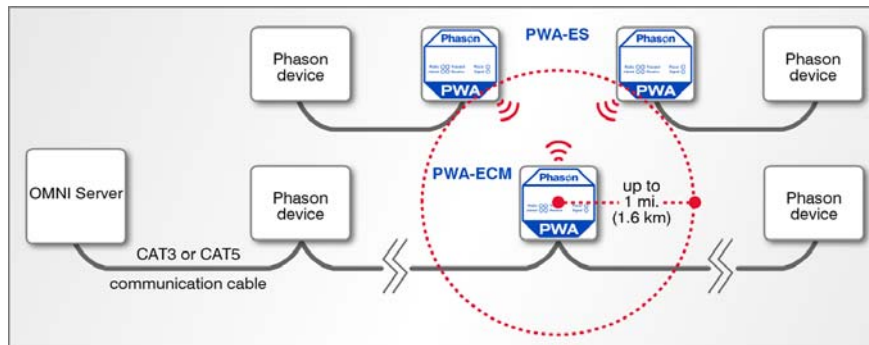 PWA-ES
Phason
device
Phason
PWA
Phason
PWA
Phason
device
OMNI Server
Phason
device
PWA-ECM
Phason
PWA
up to
1 mi.
(1.6 km)
Phason
device
CAT3 or CAT5
communication cable